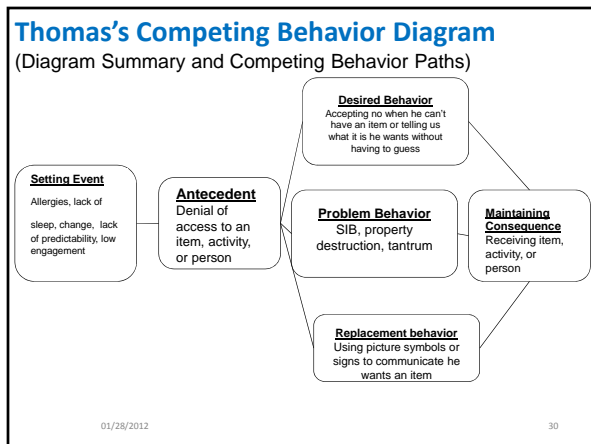 Thomas's Competing Behavior Diagram
(Diagram Summary and Competing Behavior Paths)
Desired Behavior
Accepting no when he can't
have an item or telling us
what it is he wants without
having to guess
Setting Event
Allergies, lack of
sleep, change, lack
of predictability, low
engagement
Antecedent
Denial of
access to an
item, activity,
or person
Problem Behavior
SIB, property
destruction, tantrum
Maintaining
Consequence
Receiving item,
activity, or
person
Replacement behavior
Using picture symbols or
signs to communicate he
wants an item
01/28/2012
30